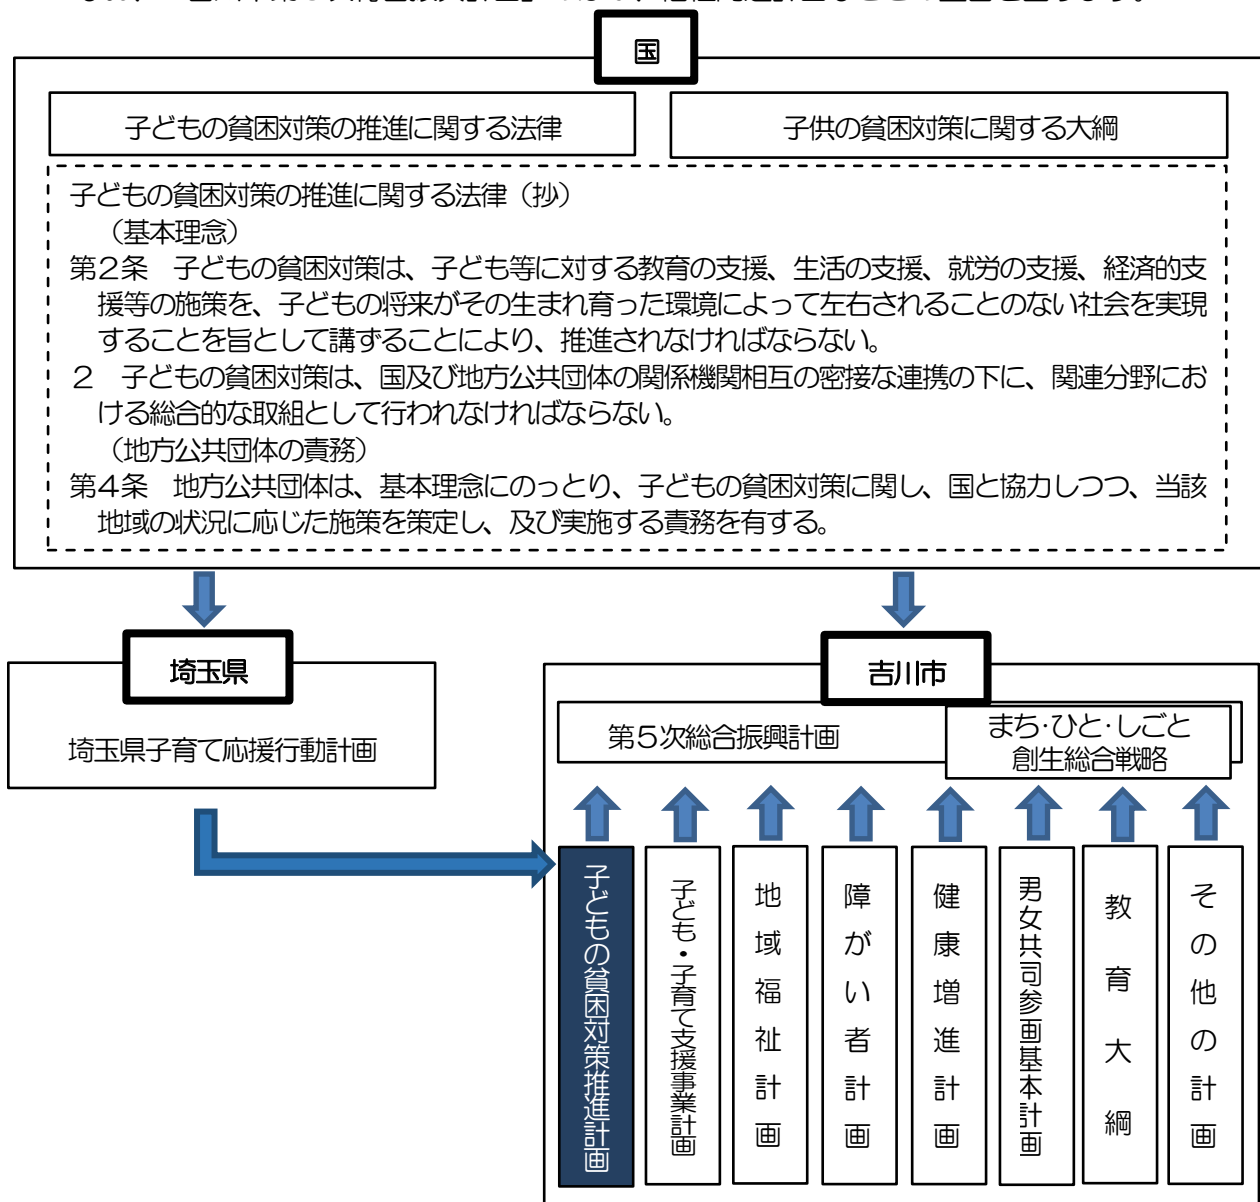 国
子どもの貧困対策の推進に関する法律
子供の貧困対策に関する大綱
子どもの貧困対策の推進に関する法律（抄）
（基本理念）
第２条　子どもの貧困対策は、子ども等に対する教育の支援、生活の支援、就労の支援、経済的支
援等の施策を、子どもの将来がその生まれ育った環境によって左右されることのない社会を実現
することを旨として講ずることにより、推進されなければならない。
２　子どもの貧困対策は、国及び地方公共団体の関係機関相互の密接な連携の下に、関連分野にお
ける総合的な取組として行われなければならない。
（地方公共団体の責務）
第４条　地方公共団体は、基本理念にのっとり、子どもの貧困対策に関し、国と協力しつつ、当該
地域の状況に応じた施策を策定し、及び実施する責務を有する。
埼玉県
埼玉県子育て応援行動計画
吉川市
第５次総合振興計画
まち・ひと・しごと
創生総合戦略
子どもの貧困対策推進計画
子ども・子育て支援事業計画
地域福祉計画
障がい者計画
健康増進計画
男女共同参画基本計画
教育大綱
その他の計画